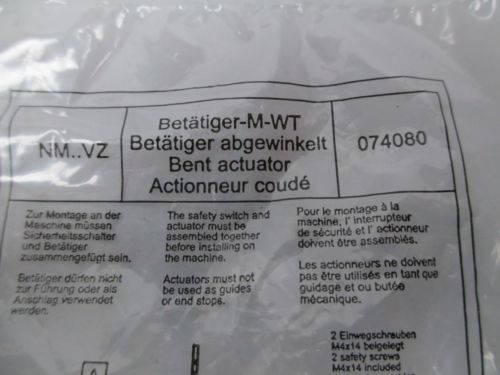 NM..VZ
Betätiger-M-WT
Betätiger abgewinkelt
Bent actuator
Actionneur coudé
074080
Zur Montage an der
Maschine müssen
Sicherheitsschalter
und Betätiger
zusammengefügt sein.
Betätiger dürfen nicht
zur Führung oder als
Anschlag verwendet
werden.
The safety switch and
actuator must be
assembled together
before installing on
the machine.
Actuators must not
be used as guides
or end stops.
Pour le montage à la
machine, l' interrupteur
de sécurité et l' actionneur
doivent être assemblés.
Les actionneurs ne doivent
pas être utilisés en tant que
guidage et ou butée
mécanique.
2 Einwegschrauben
M4x14 beigelegt
2 safety screws
M4x14 included
A